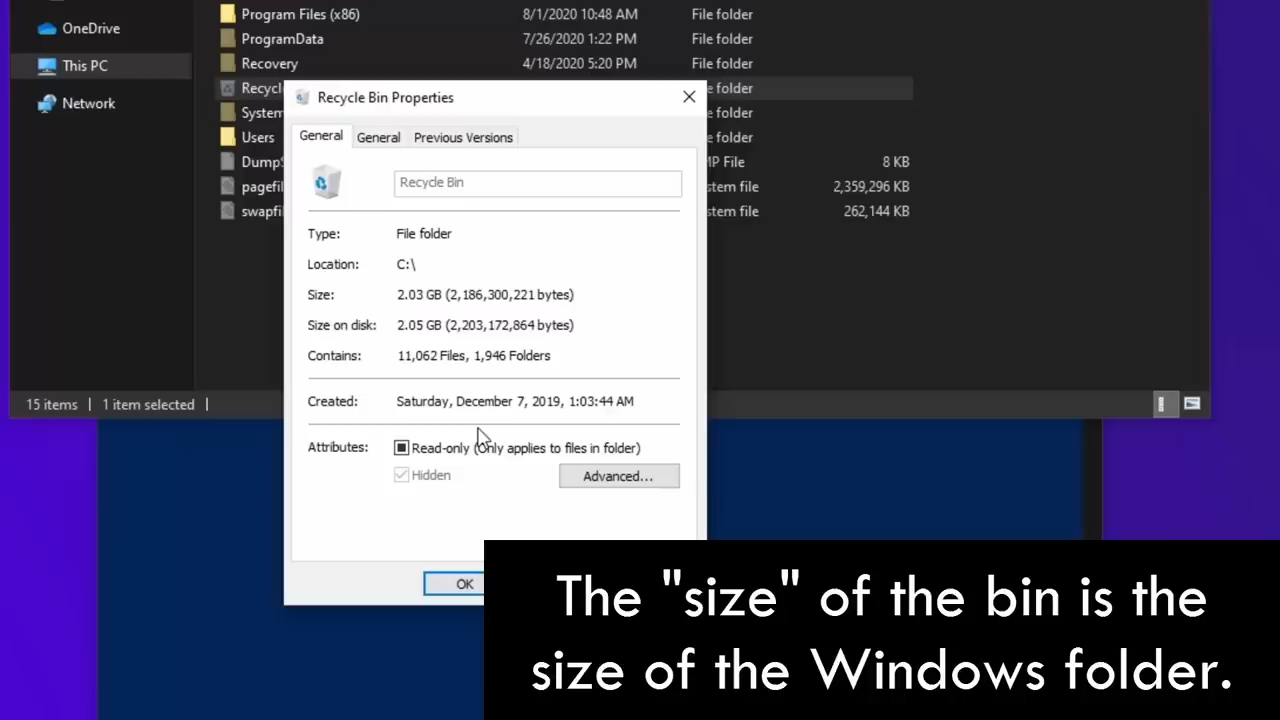 Program Files (x86) 8/1/2020 10:48 AM File folder
OneDrive
ProgramData 7/26/2020 1:22 PM File folder
This PC
Recovery 4/18/2020 5:20 PM File folder
Recycl e folder
Network
Recycle Bin Properties
System folder
General General Previous Versions
Users folder
DumpS MP File 8 KB
Recycle Bin
pagefil stem file 2,359,296 KB
swapfil stem file 262,144 KB
Type: File folder
Location: C:\
Size: 2.03 GB (2,186,300,221 bytes)
Size on disk: 2.05 GB (2,203,172,864 bytes)
Contains: 11,062 Files, 1,946 Folders
Created: Saturday, December 7, 2019, 1:03:44 AM
15 items 1 item selected
Attributes: Read-only (Only applies to files in folder)
Hidden Advanced...
OK
The "size" of the bin is the
size of the Windows folder.